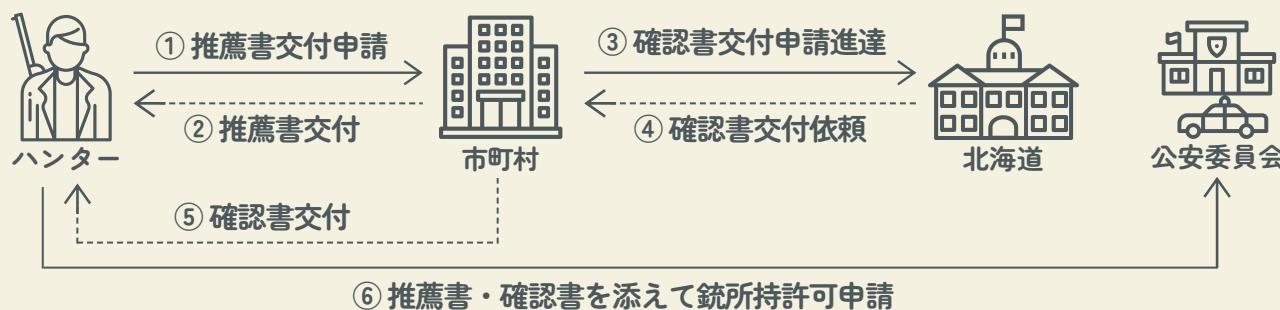 ① 推薦書交付申請
③ 確認書交付申請進達
② 推薦書交付
④ 確認書交付依頼
ハンター
市町村
北海道
公安委員会
⑤ 確認書交付
⑥ 推薦書・確認書を添えて銃所持許可申請